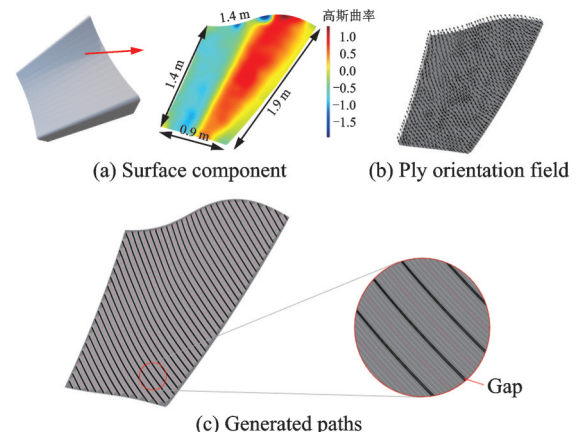 1.4 m
高斯曲率
1.0
0.5
0.0
−0.5
−1.0
−1.5
1.4 m
1.9 m
0.9 m
(a) Surface component
(b) Ply orientation field
Gap
(c) Generated paths